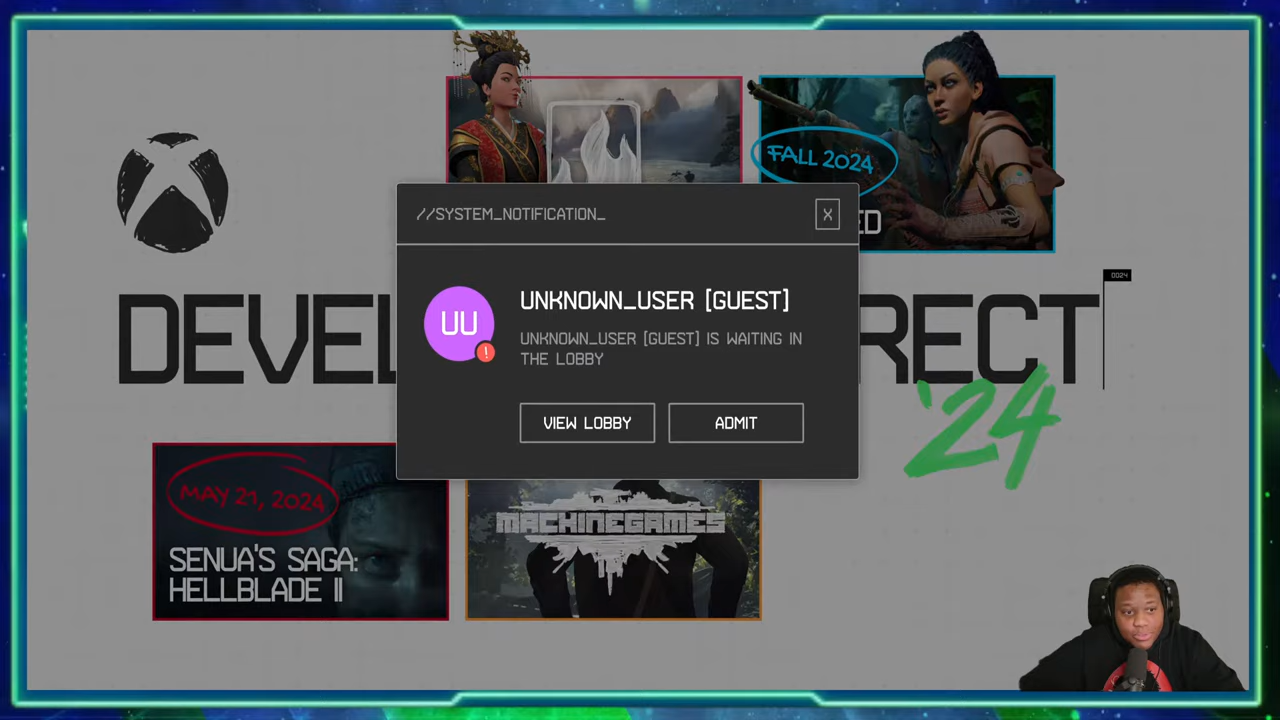 FALL 2024
//SYSTEM_NOTIFICATION_
X
ED
0D24
UNKNOWN_USER [GUEST]
UU
!
UNKNOWN_USER [GUEST] IS WAITING IN
THE LOBBY
DEVEL
RECT
'24
VIEW LOBBY
ADMIT
MAY 21, 2024
SENUA'S SAGA:
HELLBLADE II
MACHINEGAMES